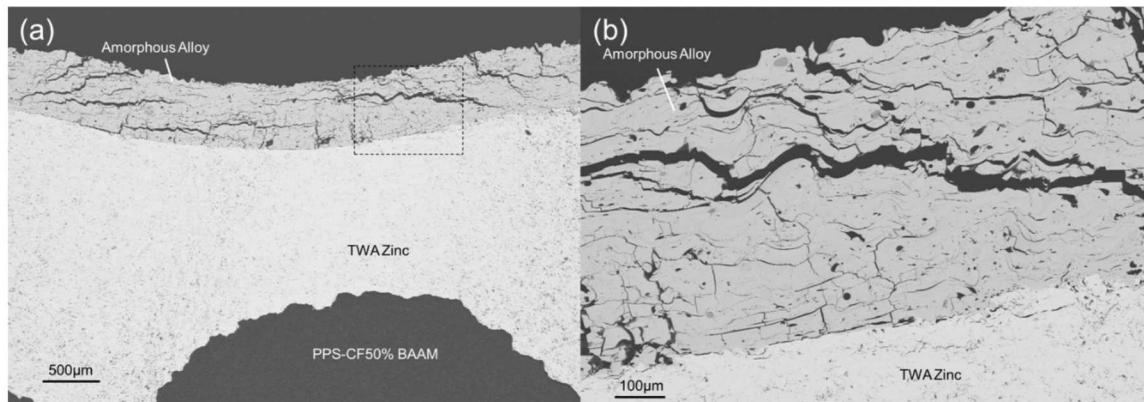 (a)
Amorphous Alloy
TWA Zinc
PPS-CF50% BAAM
500µm
(b)
Amorphous Alloy
TWA Zinc
100µm